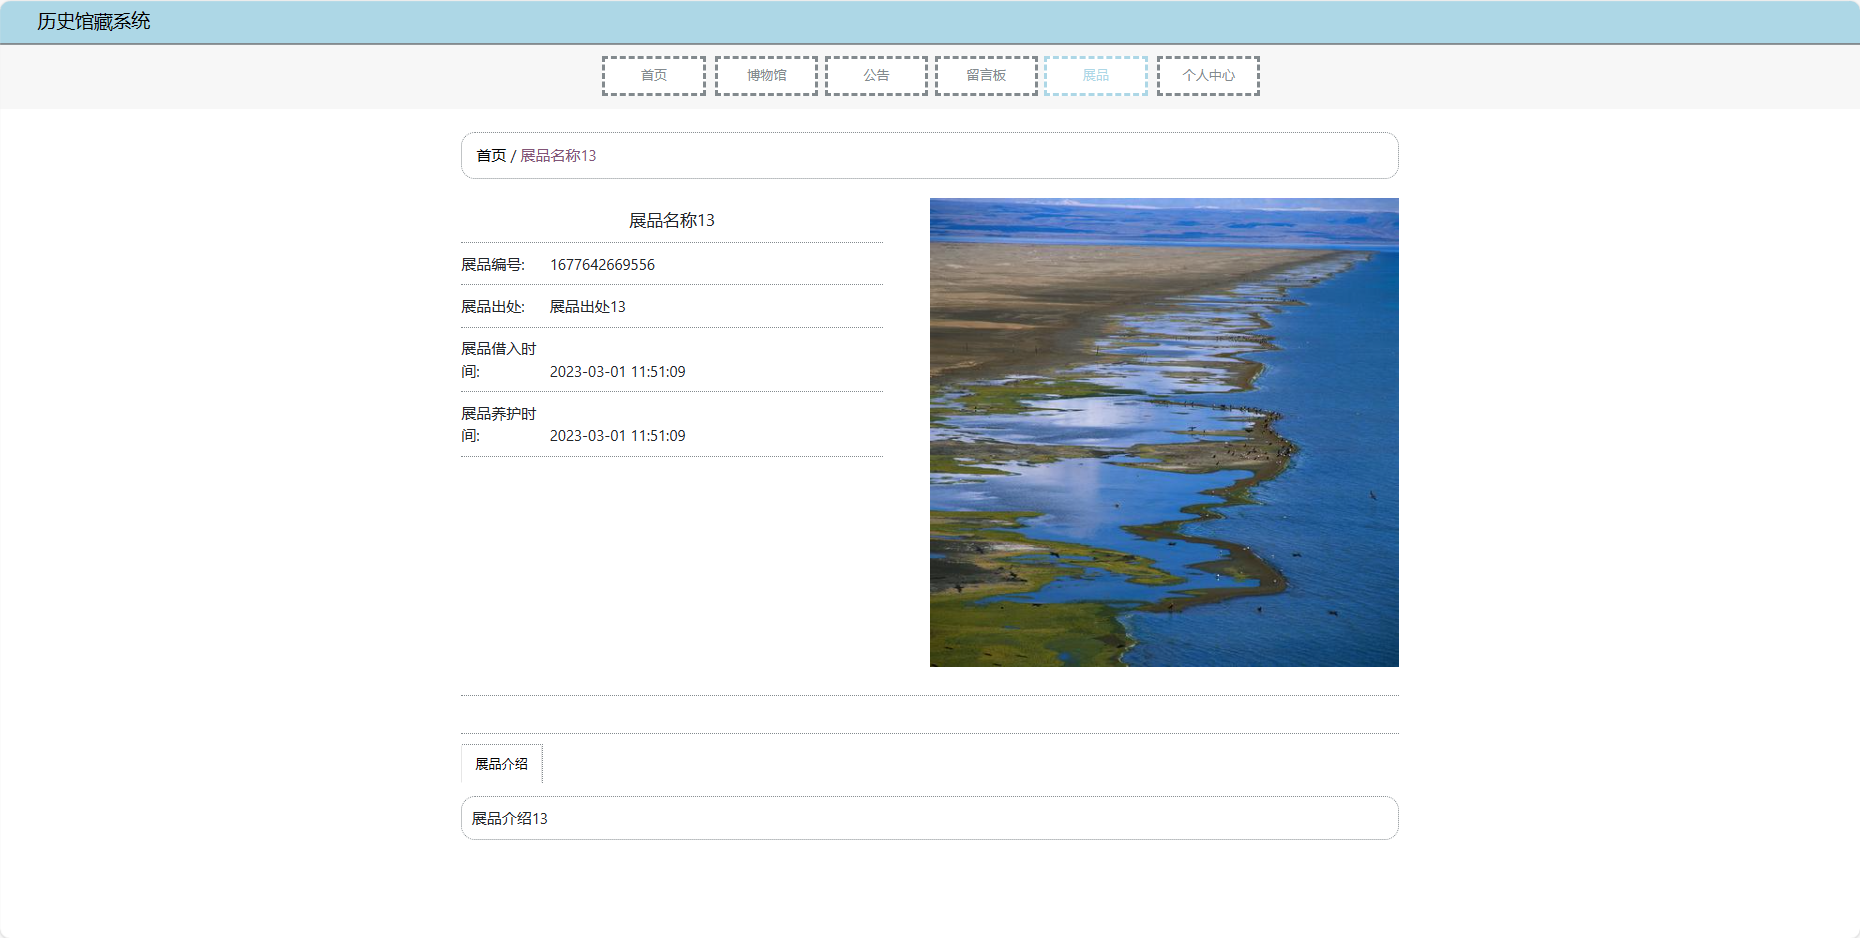 历史馆藏系统
首页 博物馆 公告 留言板 展品 个人中心
首页 / 展品名称13
展品名称13
展品编号: 1677642669556
展品出处: 展品出处13
展品借入时
间: 2023-03-01 11:51:09
展品养护时
间: 2023-03-01 11:51:09
展品介绍
展品介绍13